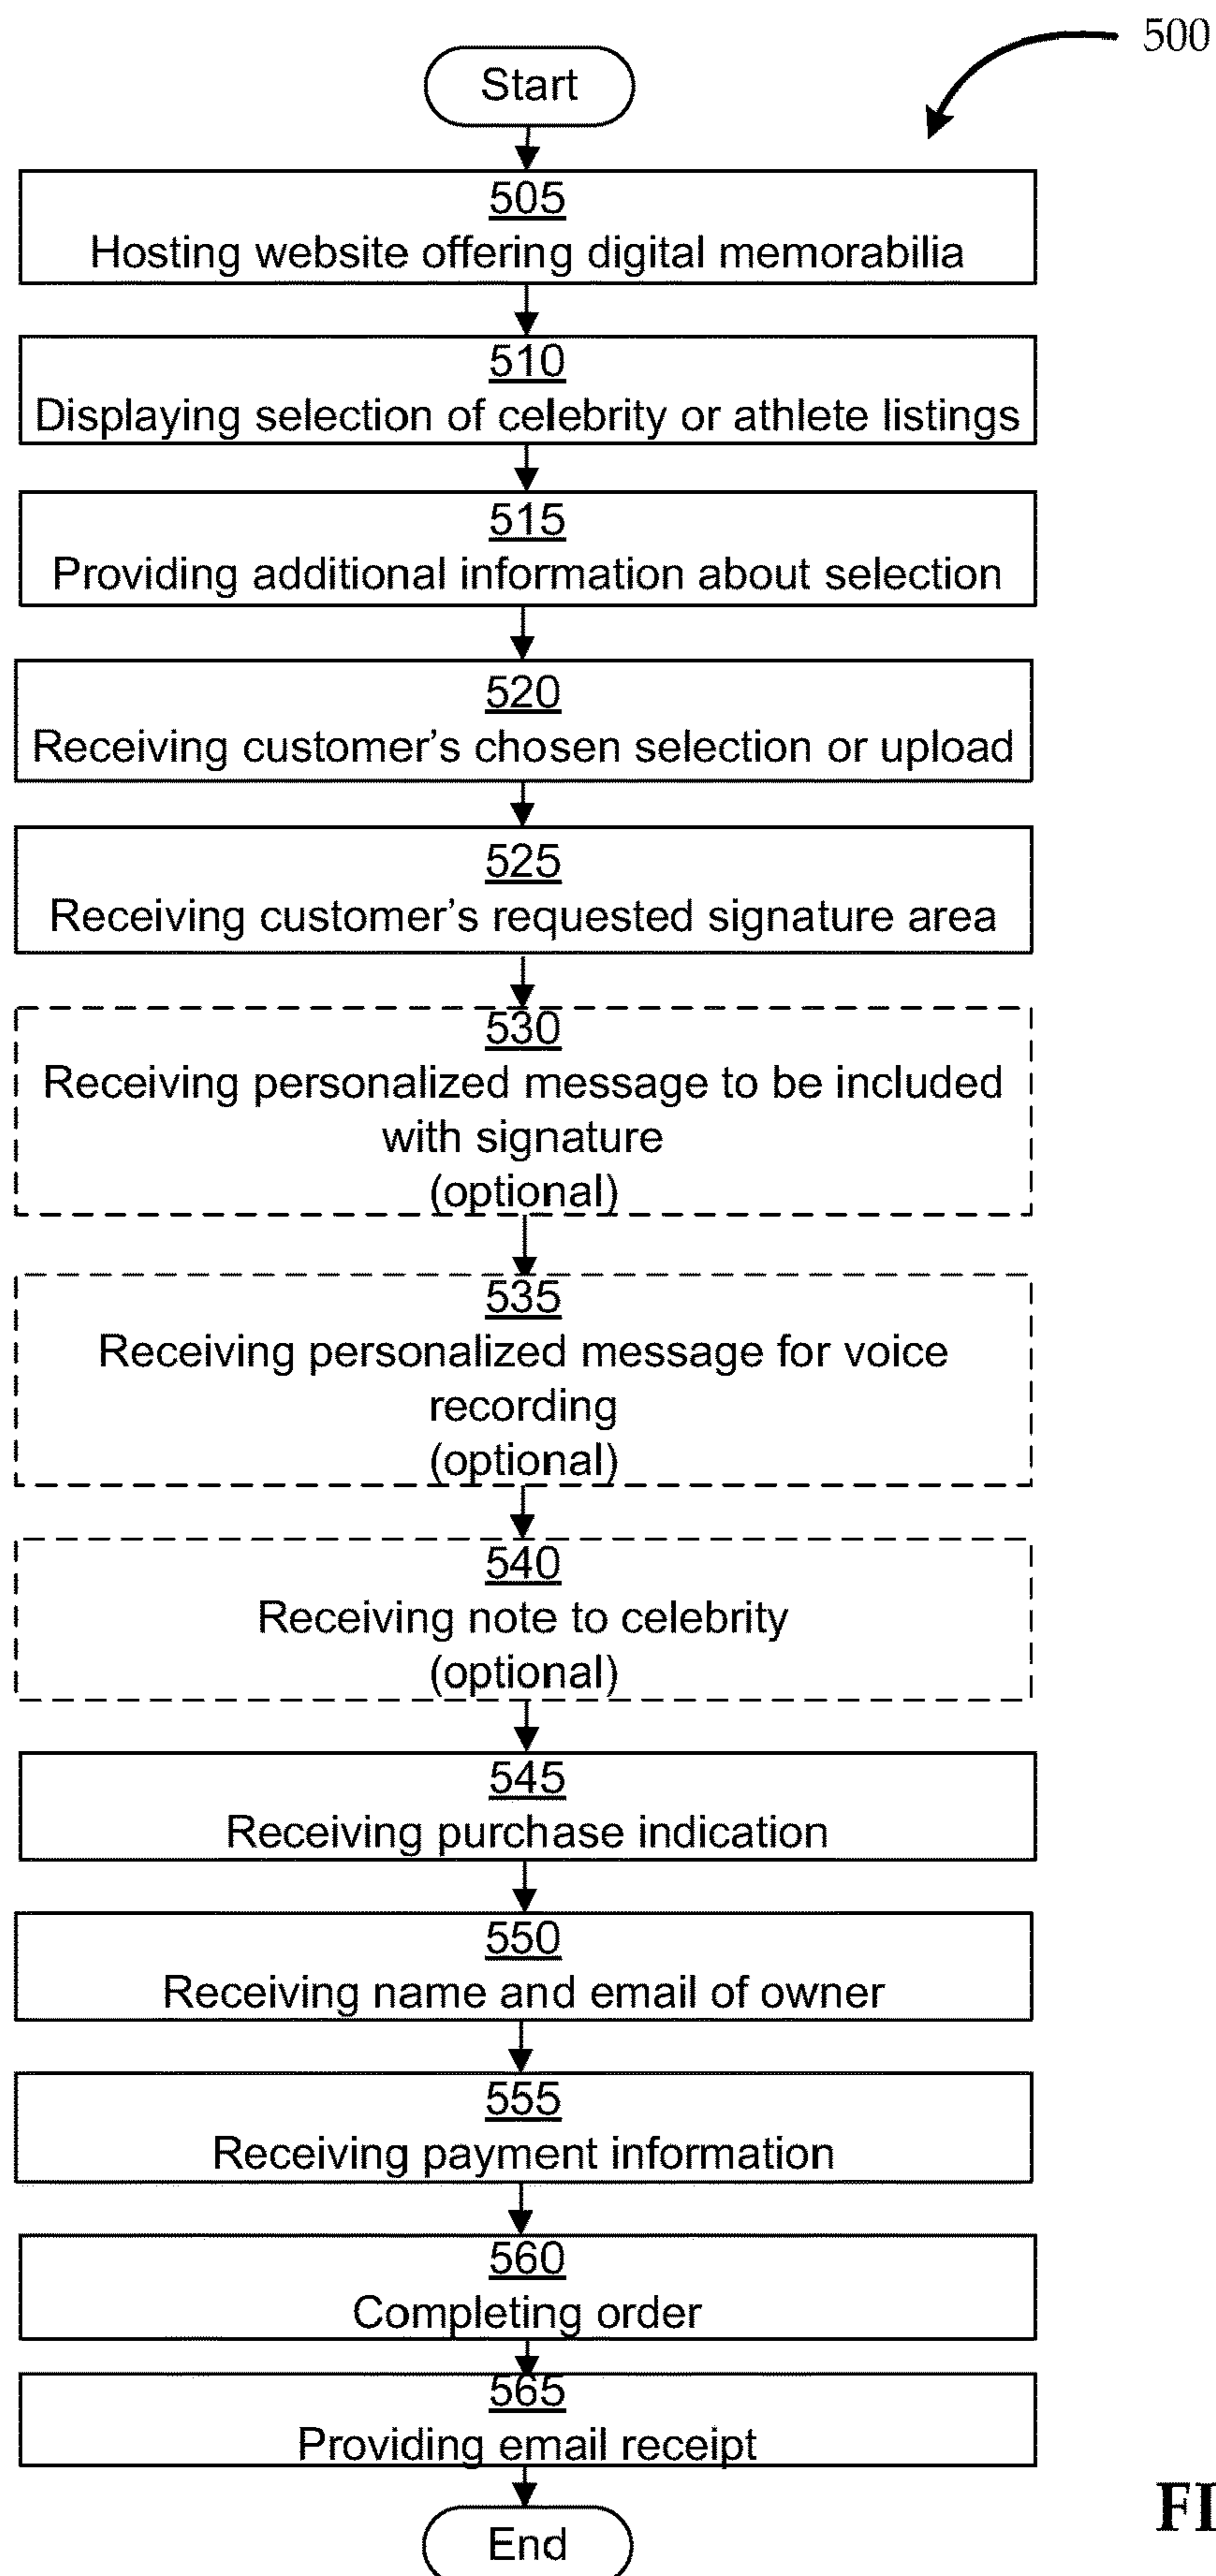 500
Start
505
Hosting website offering digital memorabilia
510
Displaying selection of celebrity or athlete listings
515
Providing additional information about selection
520
Receiving customer’s chosen selection or upload
525
Receiving customer’s requested signature area
530
Receiving personalized message to be included
with signature
(optional)
535
Receiving personalized message for voice
recording
(optional)
540
Receiving note to celebrity
(optional)
545
Receiving purchase indication
550
Receiving name and email of owner
555
Receiving payment information
560
Completing order
565
Providing email receipt
End